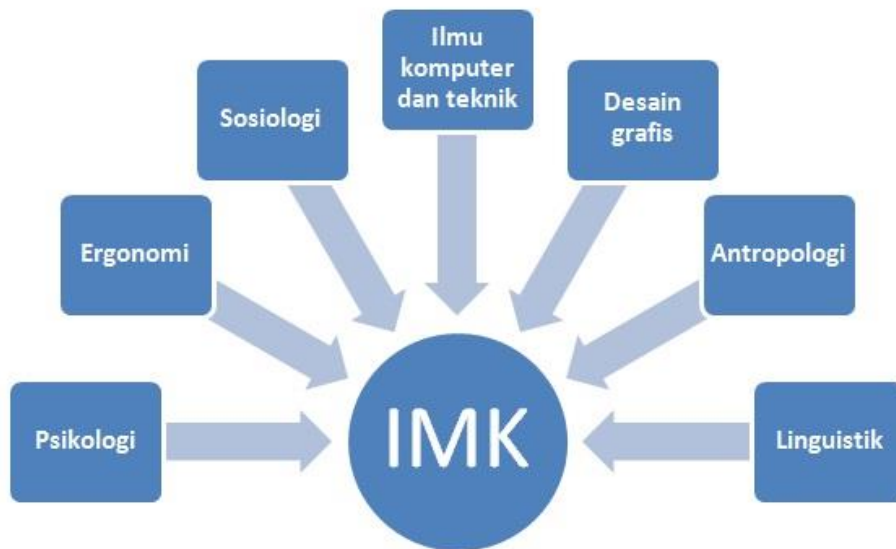 Ilmu
komputer
dan teknik
Sosiologi
Desain
grafis
Ergonomi
Antropologi
Psikologi
IMK
Linguistik